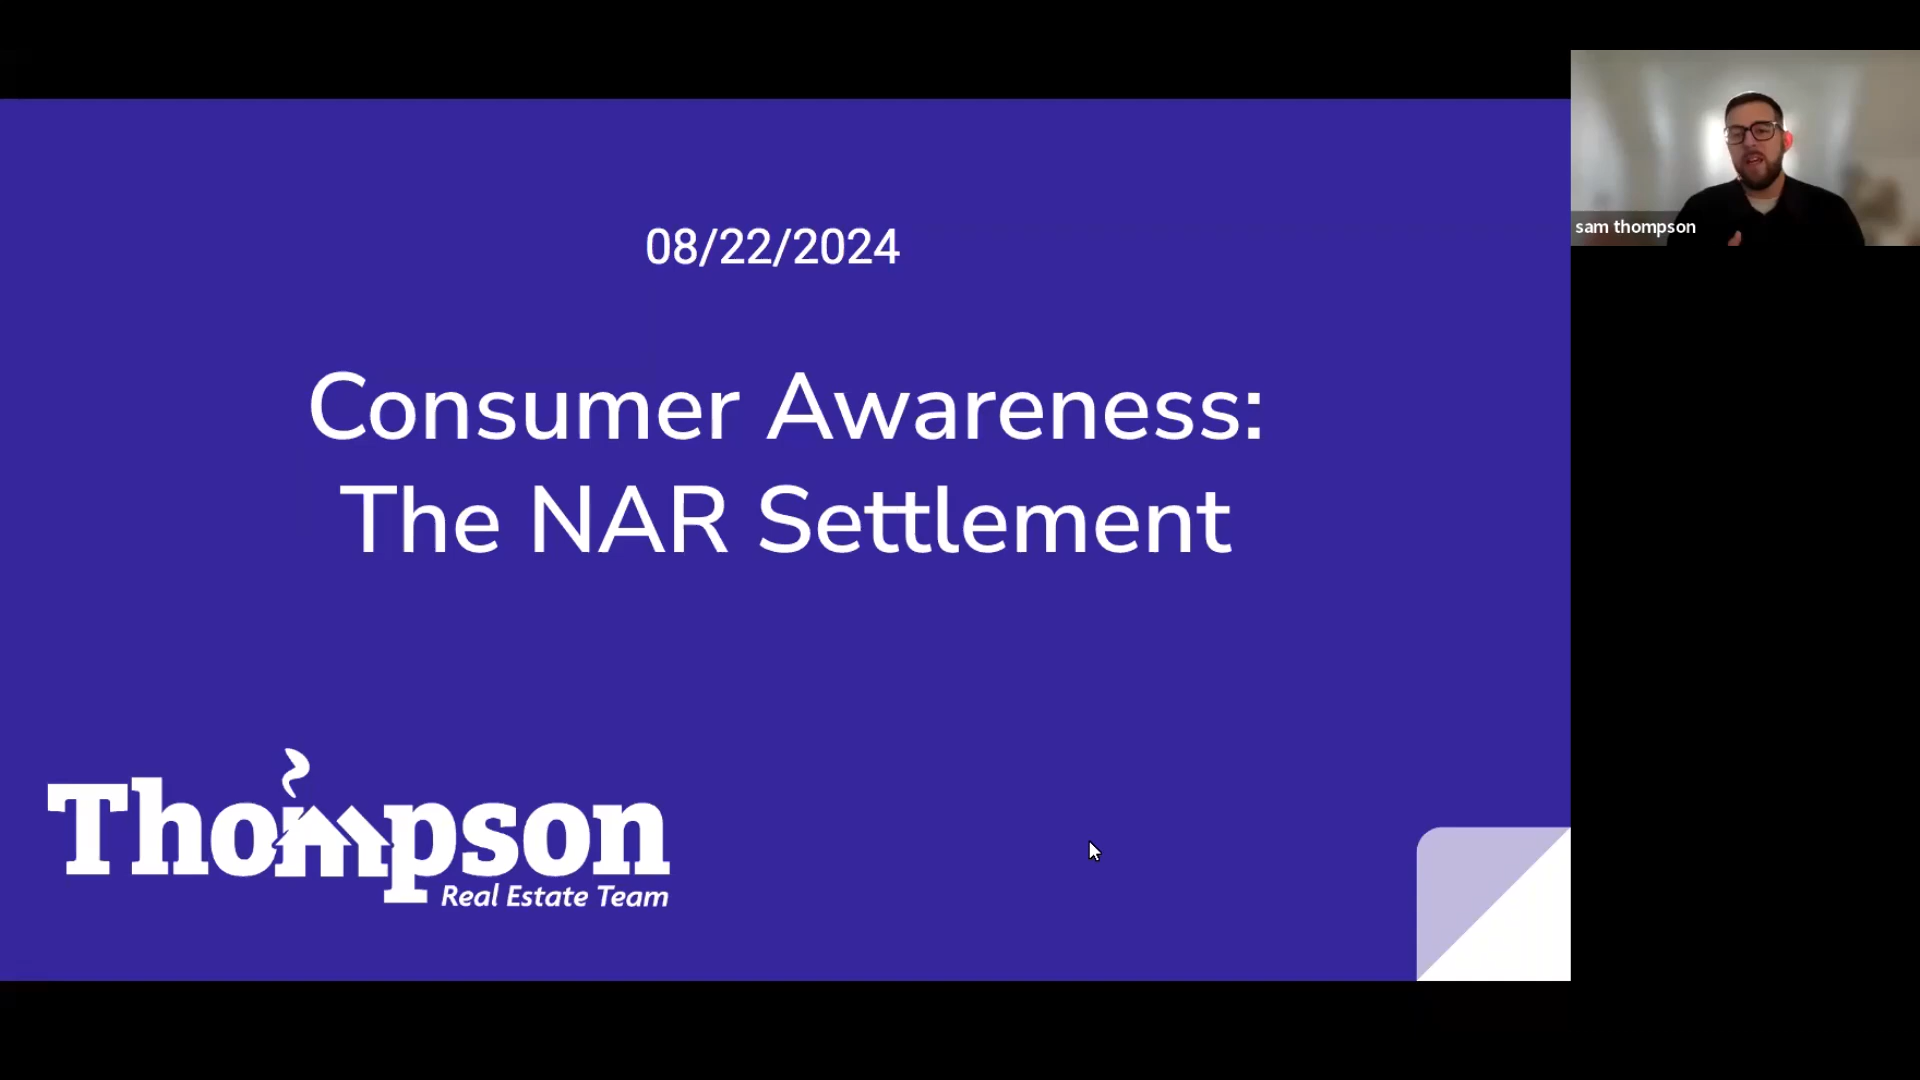 08/22/2024
Consumer Awareness:
The NAR Settlement
Thompson
Real Estate Team
sam thompson